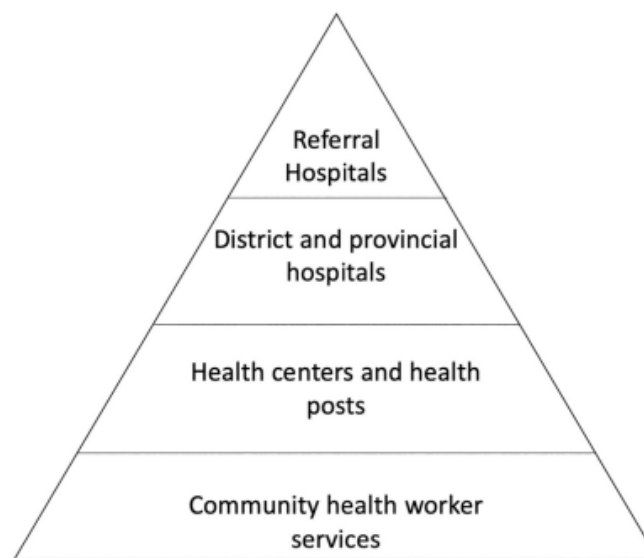 Referral
Hospitals
District and provincial
hospitals
Health centers and health
posts
Community health worker
services